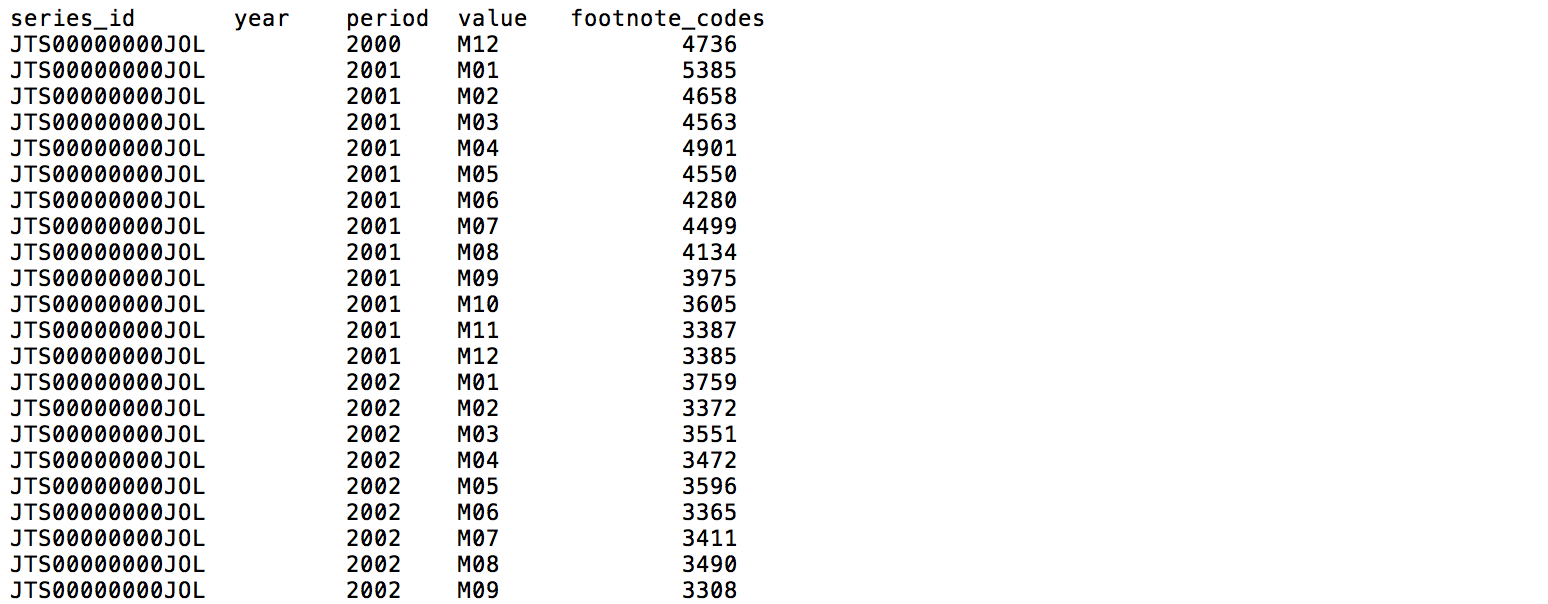 series_id year period value footnote_codes
JTS00000000JOL 2000 M12 4736
JTS00000000JOL 2001 M01 5385
JTS00000000JOL 2001 M02 4658
JTS00000000JOL 2001 M03 4563
JTS00000000JOL 2001 M04 4901
JTS00000000JOL 2001 M05 4550
JTS00000000JOL 2001 M06 4280
JTS00000000JOL 2001 M07 4499
JTS00000000JOL 2001 M08 4134
JTS00000000JOL 2001 M09 3975
JTS00000000JOL 2001 M10 3605
JTS00000000JOL 2001 M11 3387
JTS00000000JOL 2001 M12 3385
JTS00000000JOL 2002 M01 3759
JTS00000000JOL 2002 M02 3372
JTS00000000JOL 2002 M03 3551
JTS00000000JOL 2002 M04 3472
JTS00000000JOL 2002 M05 3596
JTS00000000JOL 2002 M06 3365
JTS00000000JOL 2002 M07 3411
JTS00000000JOL 2002 M08 3490
JTS00000000JOL 2002 M09 3308